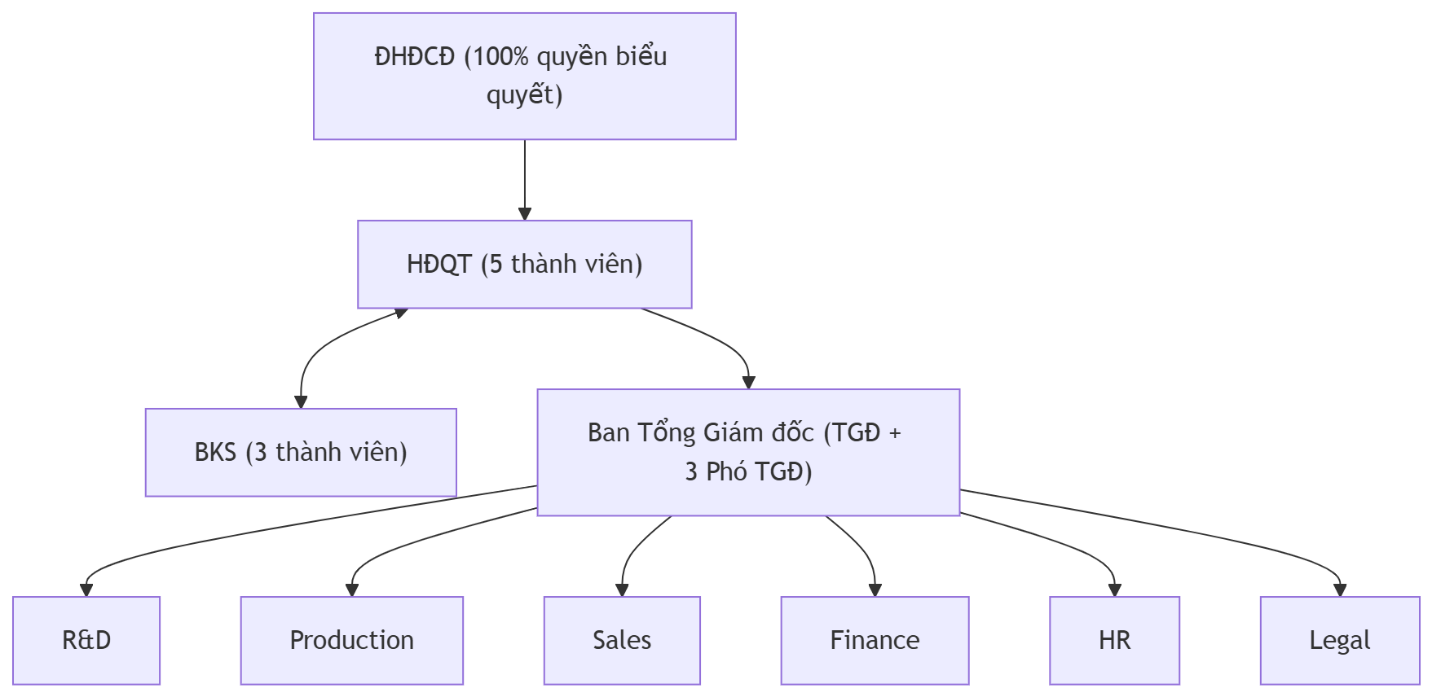 ĐHĐCĐ (100% quyền biểu
quyết)
HĐQT (5 thành viên)
BKS (3 thành viên)
Ban Tổng Giám đốc (TGĐ +
3 Phó TGĐ)
R&D
Production
Sales
Finance
HR
Legal